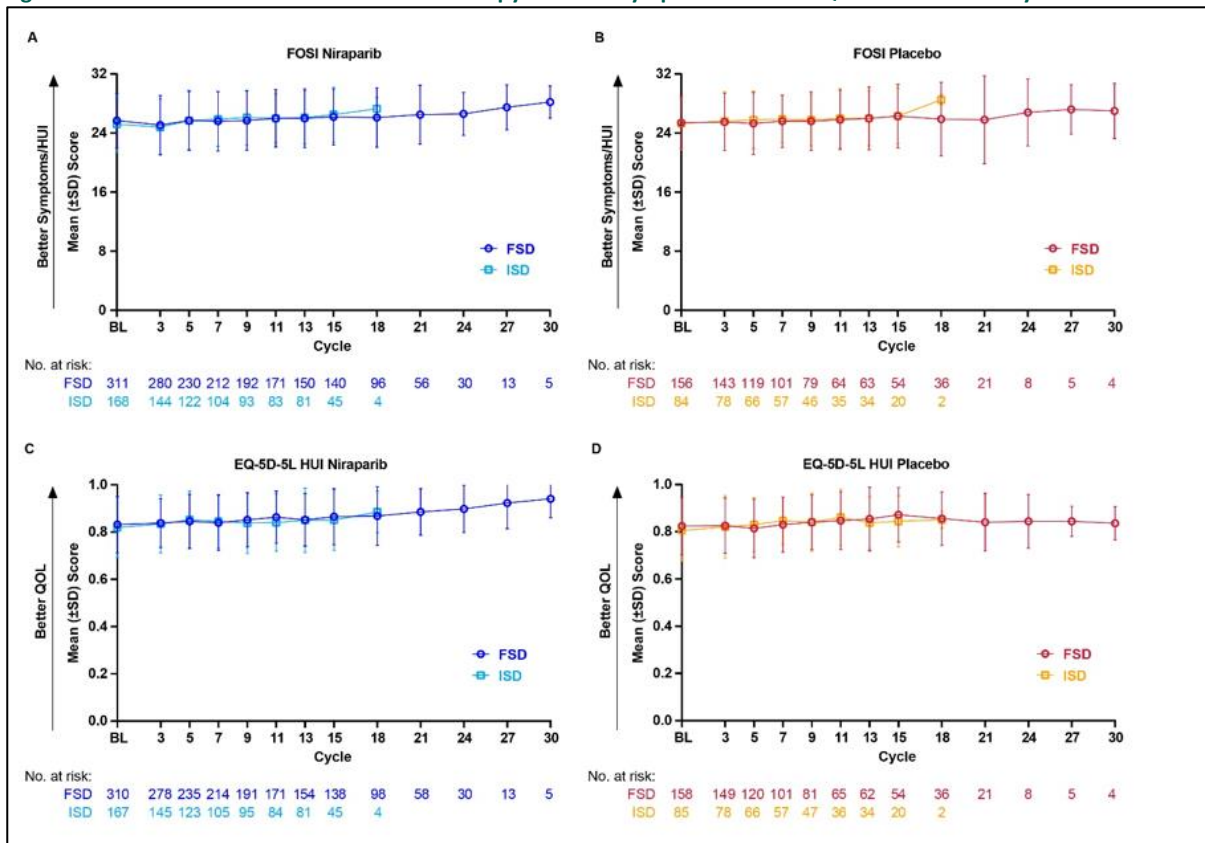 A
FOSI Niraparib
Better Symptoms/HUI
Mean (±SD) Score
32
24
16
8
0
FSD
ISD
BL 3 5 7 9 11 13 15 18 21 24 27 30
Cycle
No. at risk:
FSD 311 280 230 212 192 171 150 140 96 56 30 13 5
ISD 168 144 122 104 93 83 81 45 4
B
FOSI Placebo
Better Symptoms/HUI
Mean (±SD) Score
32
24
16
8
0
FSD
ISD
BL 3 5 7 9 11 13 15 18 21 24 27 30
Cycle
No. at risk:
FSD 156 143 119 101 79 64 63 54 36 21 8 5 4
ISD 84 78 66 57 46 35 34 20 2
C
EQ-5D-5L HUI Niraparib
Better QOL
Mean (±SD) Score
1.0
0.8
0.6
0.4
0.2
0.0
FSD
ISD
BL 3 5 7 9 11 13 15 18 21 24 27 30
Cycle
No. at risk:
FSD 310 278 235 214 191 171 154 138 98 58 30 13 5
ISD 167 145 123 105 95 84 81 45 4
D
EQ-5D-5L HUI Placebo
Better QOL
Mean (±SD) Score
1.0
0.8
0.6
0.4
0.2
0.0
FSD
ISD
BL 3 5 7 9 11 13 15 18 21 24 27 30
Cycle
No. at risk:
FSD 158 149 120 101 81 65 62 54 36 21 8 5 4
ISD 85 78 66 57 47 36 34 20 2